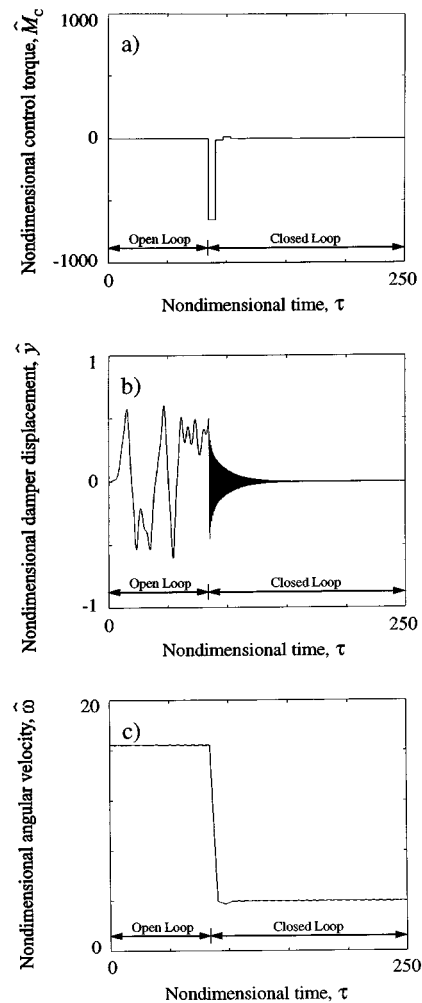 1000
a)
Nondimensional control torque, M̂c
0
Open Loop
Closed Loop
-1000
0
250
Nondimensional time, τ
1
b)
Nondimensional damper displacement, ŷ
0
Open Loop
Closed Loop
-1
0
250
Nondimensional time, τ
20
c)
Nondimensional angular velocity, ω̂
Open Loop
Closed Loop
0
0
250
Nondimensional time, τ